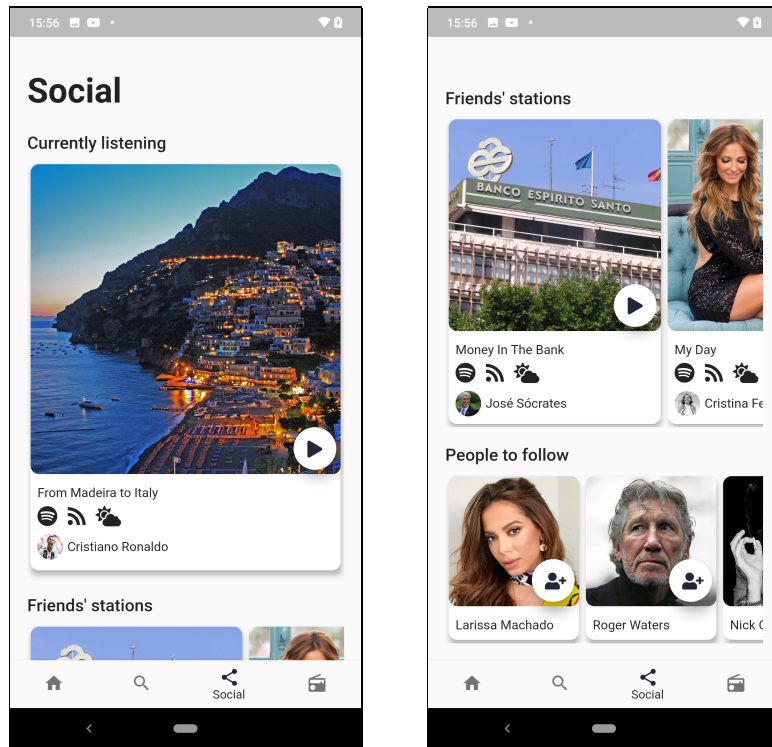 15:56
Social
Currently listening
From Madeira to Italy
Cristiano Ronaldo
Friends' stations
Social
15:56
Friends' stations
BANCO ESPIRITO SANTO
Money In The Bank
My Day
José Sócrates
Cristina Fe
People to follow
Larissa Machado
Roger Waters
Nick
Social